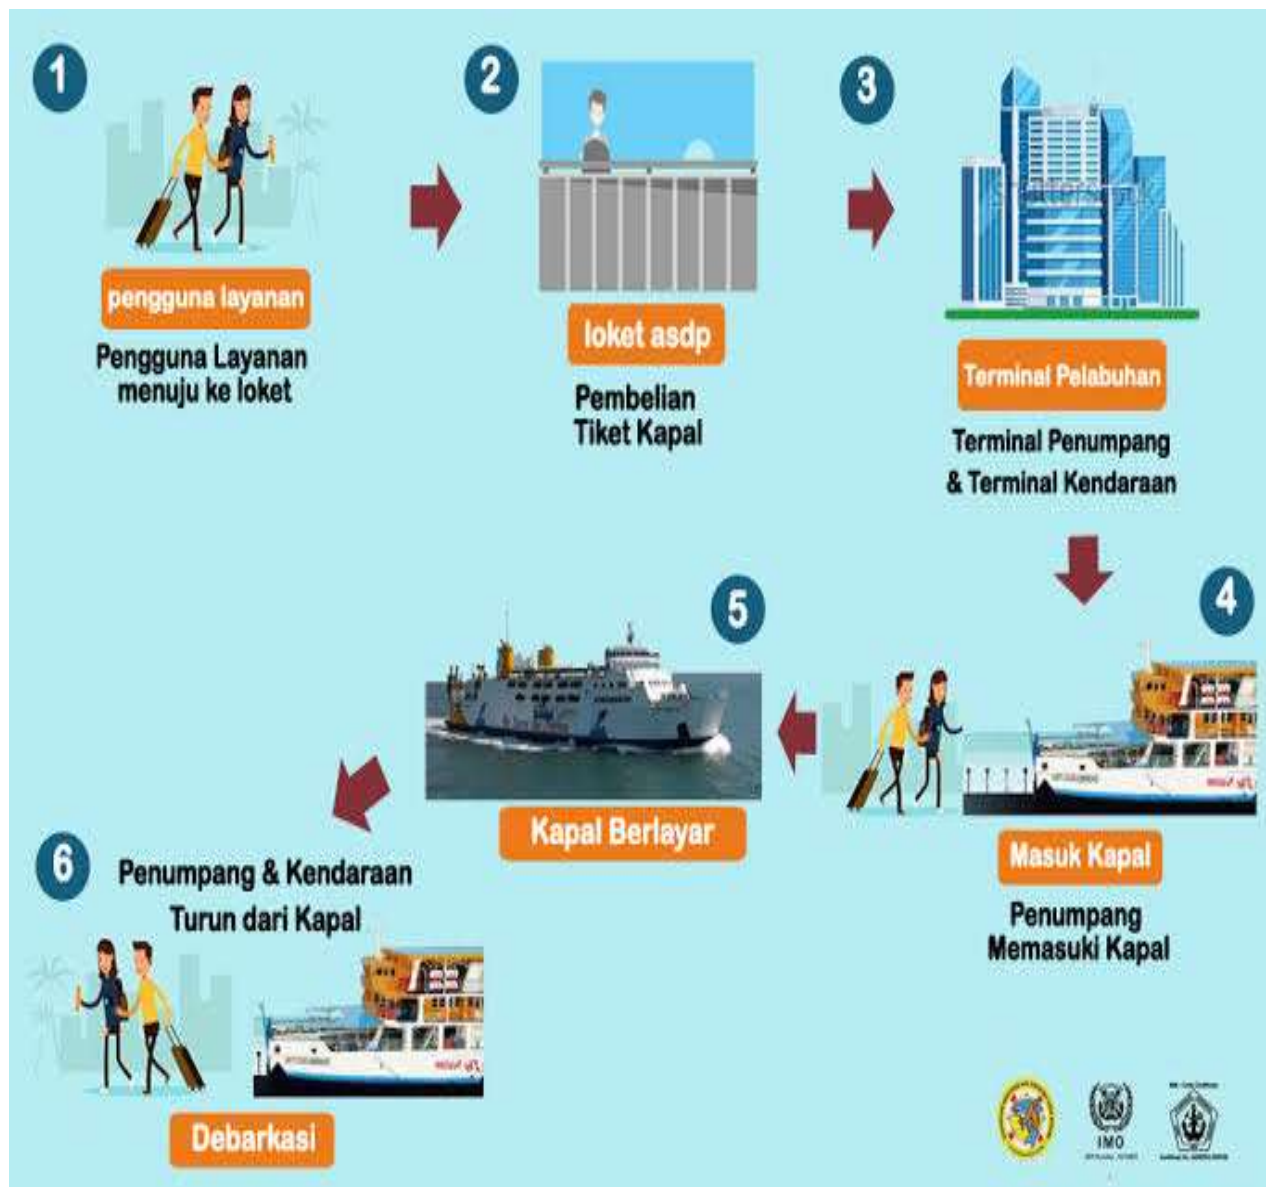 1
pengguna layanan
Pengguna Layanan
menuju ke loket
2
loket asdp
Pembelian
Tiket Kapal
3
Terminal Pelabuhan
Terminal Penumpang
& Terminal Kendaraan
4
Masuk Kapal
Penumpang
Memasuki Kapal
5
Kapal Berlayar
6
Penumpang & Kendaraan
Turun dari Kapal
Debarkasi
IMO